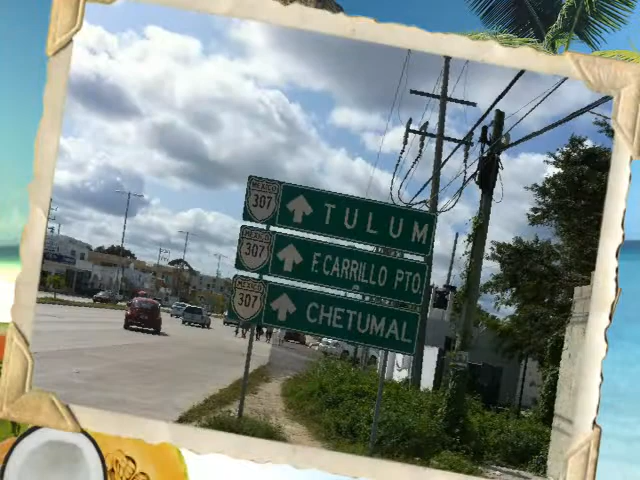 MEXICO
307 TULUM
MEXICO
307 F. CARRILLO PTO.
MEXICO
307 CHETUMAL